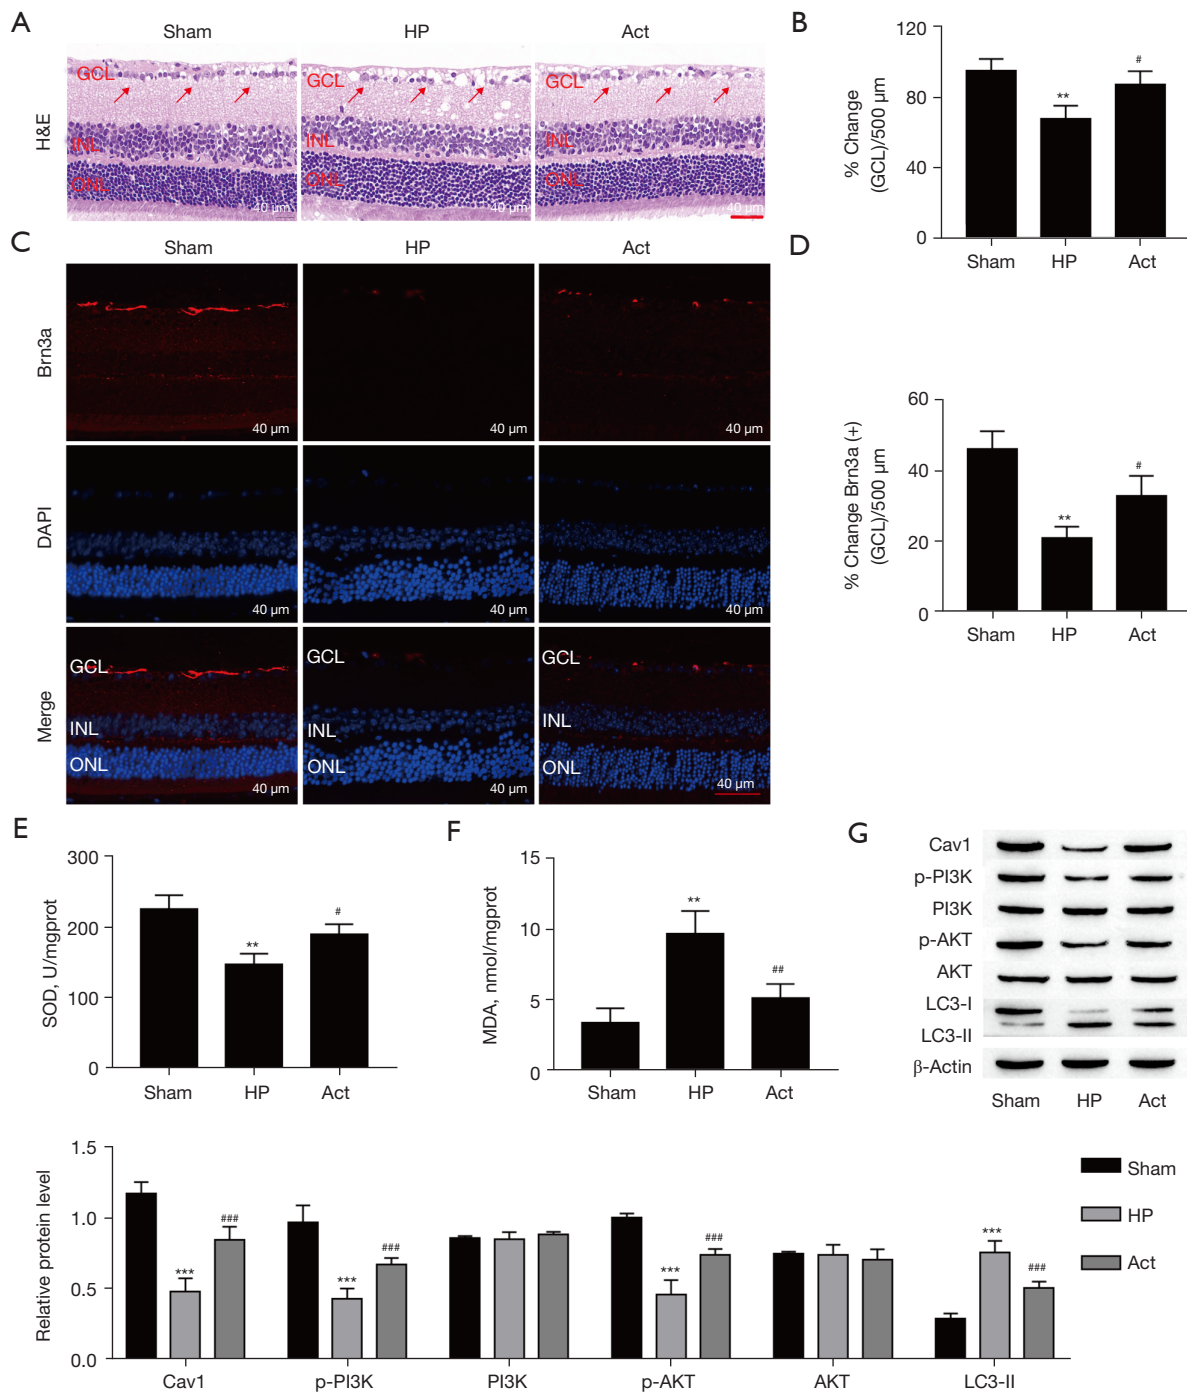 A
Sham
HP
Act
H&E
GCL
GCL
GCL
INL
INL
INL
ONL
ONL
ONL
40 µm
40 µm
40 µm
B
% Change
(GCL)/500 µm
120
80
40
0
**
#
Sham
HP
Act
C
Sham
HP
Act
Brn3a
40 µm
40 µm
40 µm
DAPI
40 µm
40 µm
40 µm
Merge
GCL
GCL
GCL
INL
INL
INL
ONL
ONL
ONL
40 µm
40 µm
40 µm
D
% Change Brn3a (+)
(GCL)/500 µm
60
40
20
0
**
#
Sham
HP
Act
E
SOD, U/mgprot
300
200
100
0
**
#
Sham
HP
Act
F
MDA, nmol/mgprot
15
10
5
0
**
##
Sham
HP
Act
G
Cav1
p-PI3K
PI3K
p-AKT
AKT
LC3-I
LC3-II
β-Actin
Sham
HP
Act
Relative protein level
1.5
1.0
0.5
0.0
***
###
***
###
***
###
***
###
Cav1
p-PI3K
PI3K
p-AKT
AKT
LC3-II
Sham
HP
Act